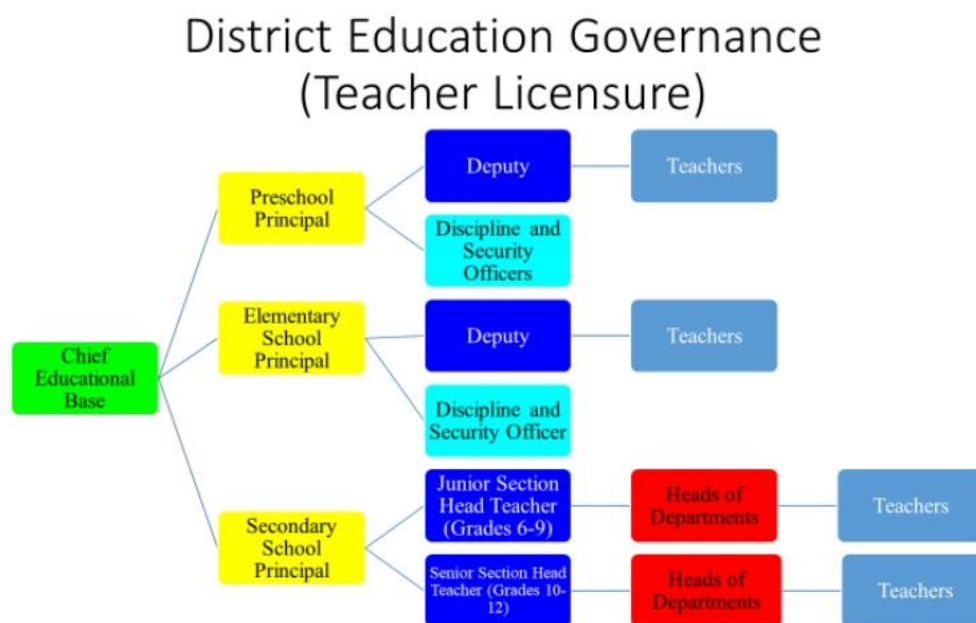 District Education Governance
(Teacher Licensure)
Deputy
Teachers
Preschool
Principal
Discipline and
Security
Officers
Elementary
School
Principal
Deputy
Teachers
Chief
Educational
Base
Discipline and
Security Officer
Junior Section
Head Teacher
(Grades 6-9)
Heads of
Departments
Teachers
Secondary
School
Principal
Senior Section Head
Teacher (Grades 10-
12)
Heads of
Departments
Teachers